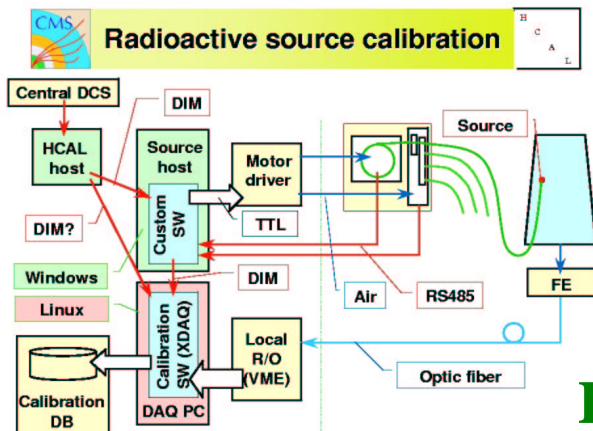 CMS
Radioactive source calibration
H
C
A
L
Central DCS
DIM
HCAL
host
Source
host
Motor
driver
Source
Custom
SW
TTL
DIM?
DIM
Windows
Linux
Air
RS485
FE
Calibration
SW (XDAQ)
Local
R/O
(VME)
Optic fiber
Calibration
DB
DAQ PC